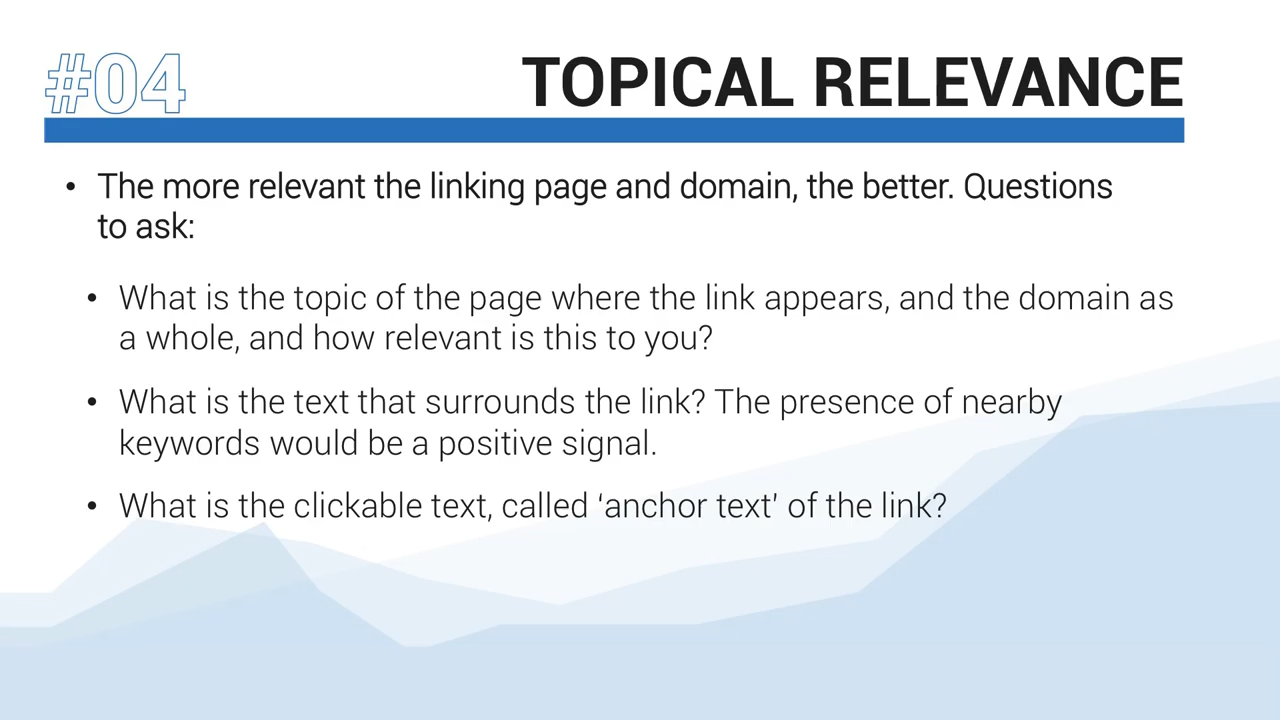 #04
TOPICAL RELEVANCE
• The more relevant the linking page and domain, the better. Questions
to ask:
• What is the topic of the page where the link appears, and the domain as
a whole, and how relevant is this to you?
• What is the text that surrounds the link? The presence of nearby
keywords would be a positive signal.
• What is the clickable text, called ‘anchor text’ of the link?